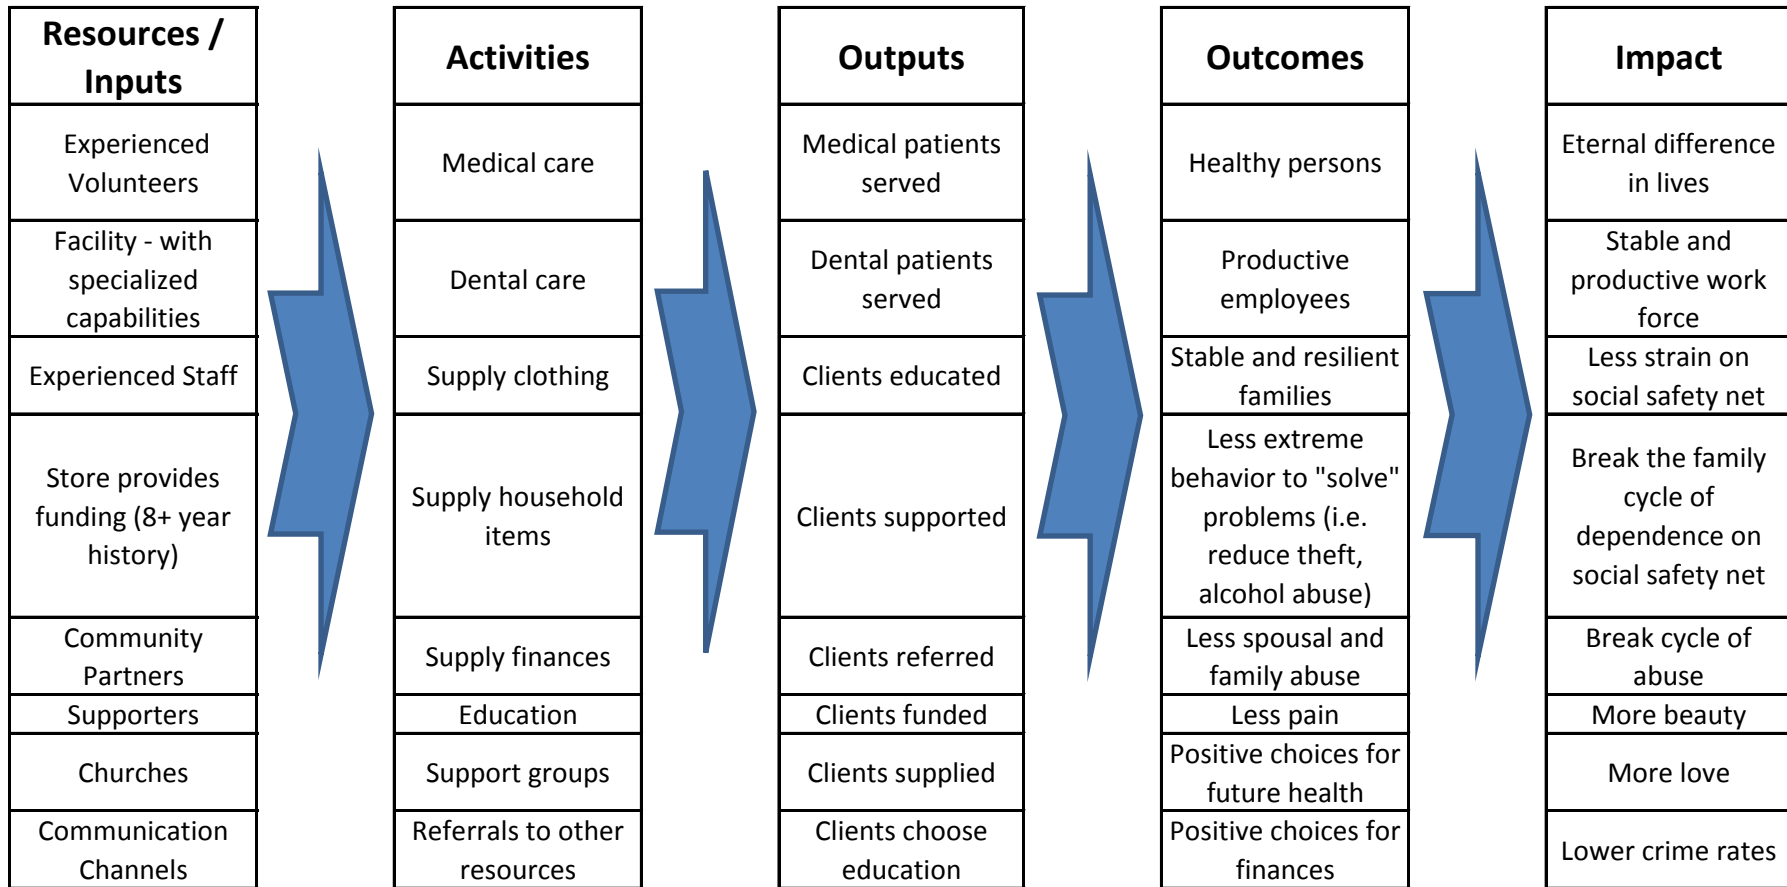 Resources /
Inputs
Activities
Outputs
Outcomes
Impact
Experienced
Volunteers
Medical care
Medical patients
served
Healthy persons
Eternal difference
in lives
Facility - with
specialized
capabilities
Dental care
Dental patients
served
Productive
employees
Stable and
productive work
force
Experienced Staff
Supply clothing
Clients educated
Stable and resilient
families
Less strain on
social safety net
Store provides
funding (8+ year
history)
Supply household
items
Clients supported
Less extreme
behavior to "solve"
problems (i.e.
reduce theft,
alcohol abuse)
Break the family
cycle of
dependence on
social safety net
Community
Partners
Supply finances
Clients referred
Less spousal and
family abuse
Break cycle of
abuse
Supporters
Education
Clients funded
Less pain
More beauty
Churches
Support groups
Clients supplied
Positive choices for
future health
More love
Communication
Channels
Referrals to other
resources
Clients choose
education
Positive choices for
finances
Lower crime rates